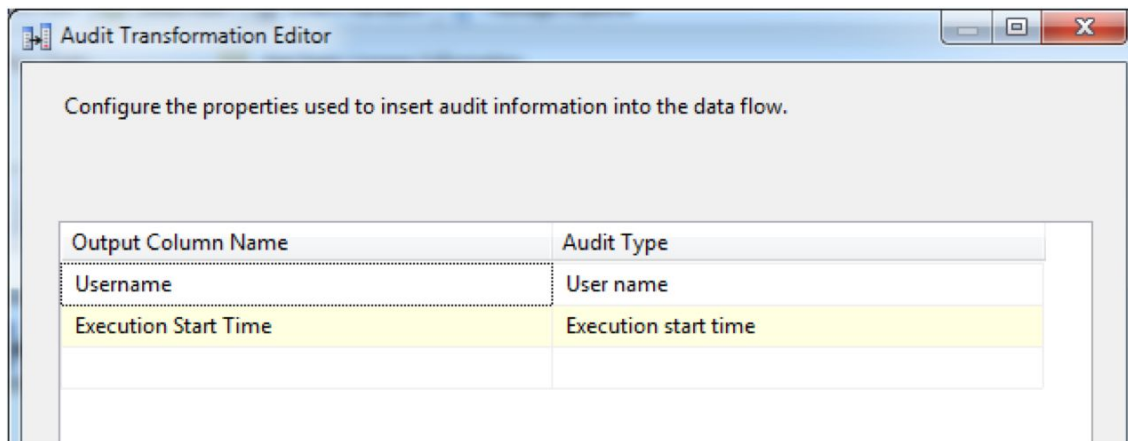 Audit Transformation Editor
Configure the properties used to insert audit information into the data flow.
Output Column Name Audit Type
Username User name
Execution Start Time Execution start time